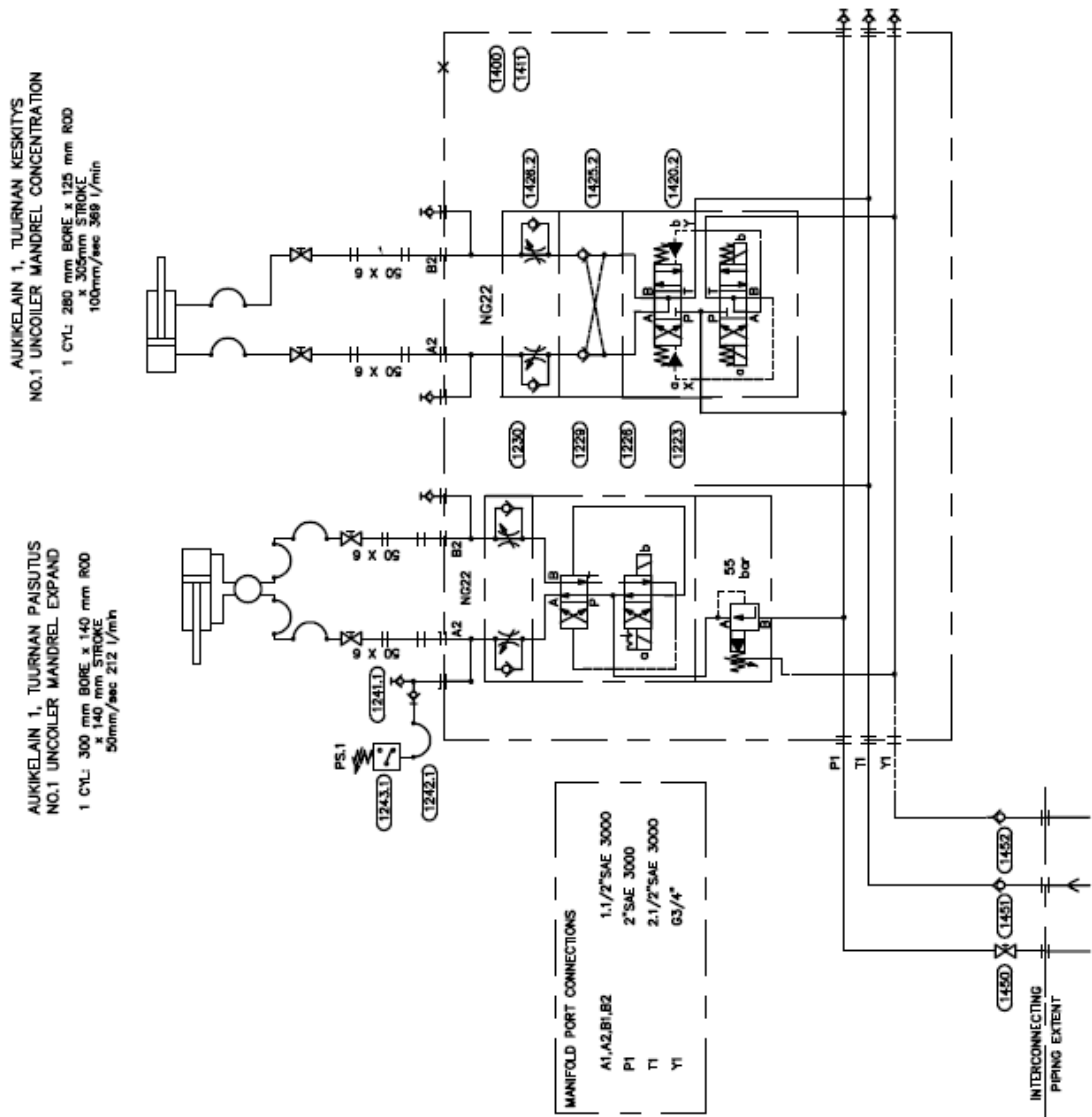 AUKIKELAIN 1, TUURNAN KESKITYS
NO.1 UNCOILER MANDREL CONCENTRATION
1 CYL: 280 mm BORE x 125 mm ROD
x 305mm STROKE
100mm/sec 369 l/min
AUKIKELAIN 1, TUURNAN PAISUTUS
NO.1 UNCOILER MANDREL EXPAND
1 CYL: 300 mm BORE x 140 mm ROD
x 140 mm STROKE
50mm/sec 212 l/min
50 X 6
50 X 6
A2
B2
NG22
1400
1411
1426.2
1425.2
1420.2
A
B
P
T
a
X
b
y
P
T
A
B
a
b
50 X 6
50 X 6
A2
B2
NG22
1230
1229
1226
1223
A
B
P
T
a
b
55
bar
A
B
PS.1
1241.1
1243.1
1242.1
P1
T1
Y1
MANIFOLD PORT CONNECTIONS
A1,A2,B1,B2 1.1/2"SAE 3000
P1 2"SAE 3000
T1 2.1/2"SAE 3000
Y1 G3/4"
1450
1451
1452
INTERCONNECTING
PIPING EXTENT